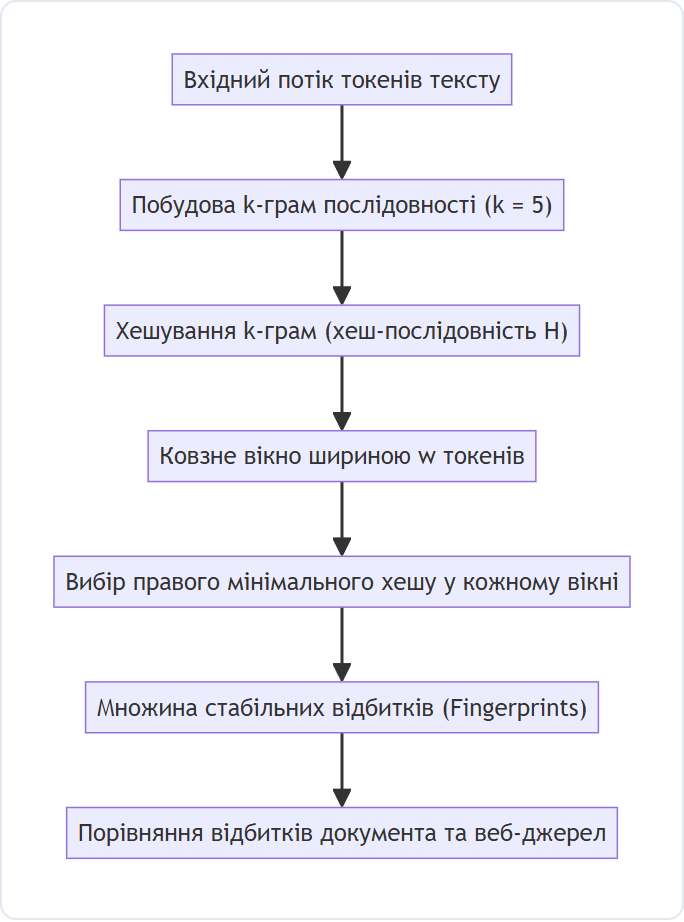 Вхідний потік токенів тексту
Побудова k-грам послідовності (k = 5)
Хешування k-грам (хеш-послідовність H)
Ковзне вікно шириною w токенів
Вибір правого мінімального хешу у кожному вікні
Множина стабільних відбитків (Fingerprints)
Порівняння відбитків документа та веб-джерел